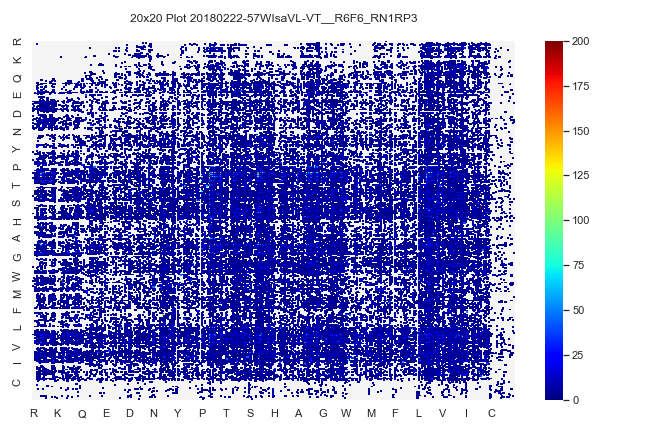 20x20 Plot 20180222-57WIsaVL-VT__R6F6_RN1RP3
R
K
Q
E
D
N
Y
P
T
S
H
A
G
W
M
F
L
V
I
C
200
175
150
125
100
75
50
25
0
R K Q E D N Y P T S H A G W M F L V I C